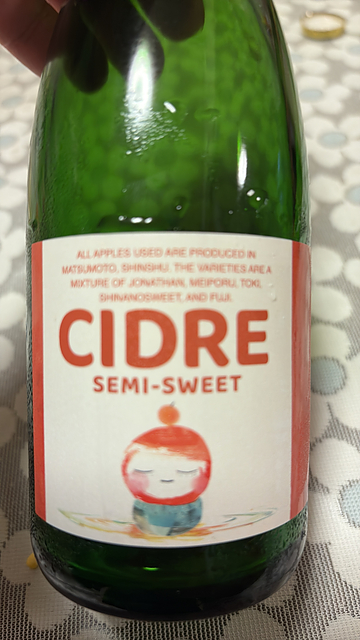 ALL APPLES USED ARE PRODUCED IN
MATSUMOTO, SHINSHU. THE VARIETIES ARE A
MIXTURE OF JONATHAN, MEIPORU, TOKI,
SHINANOSWEET, AND FUJI.
CIDRE
SEMI-SWEET